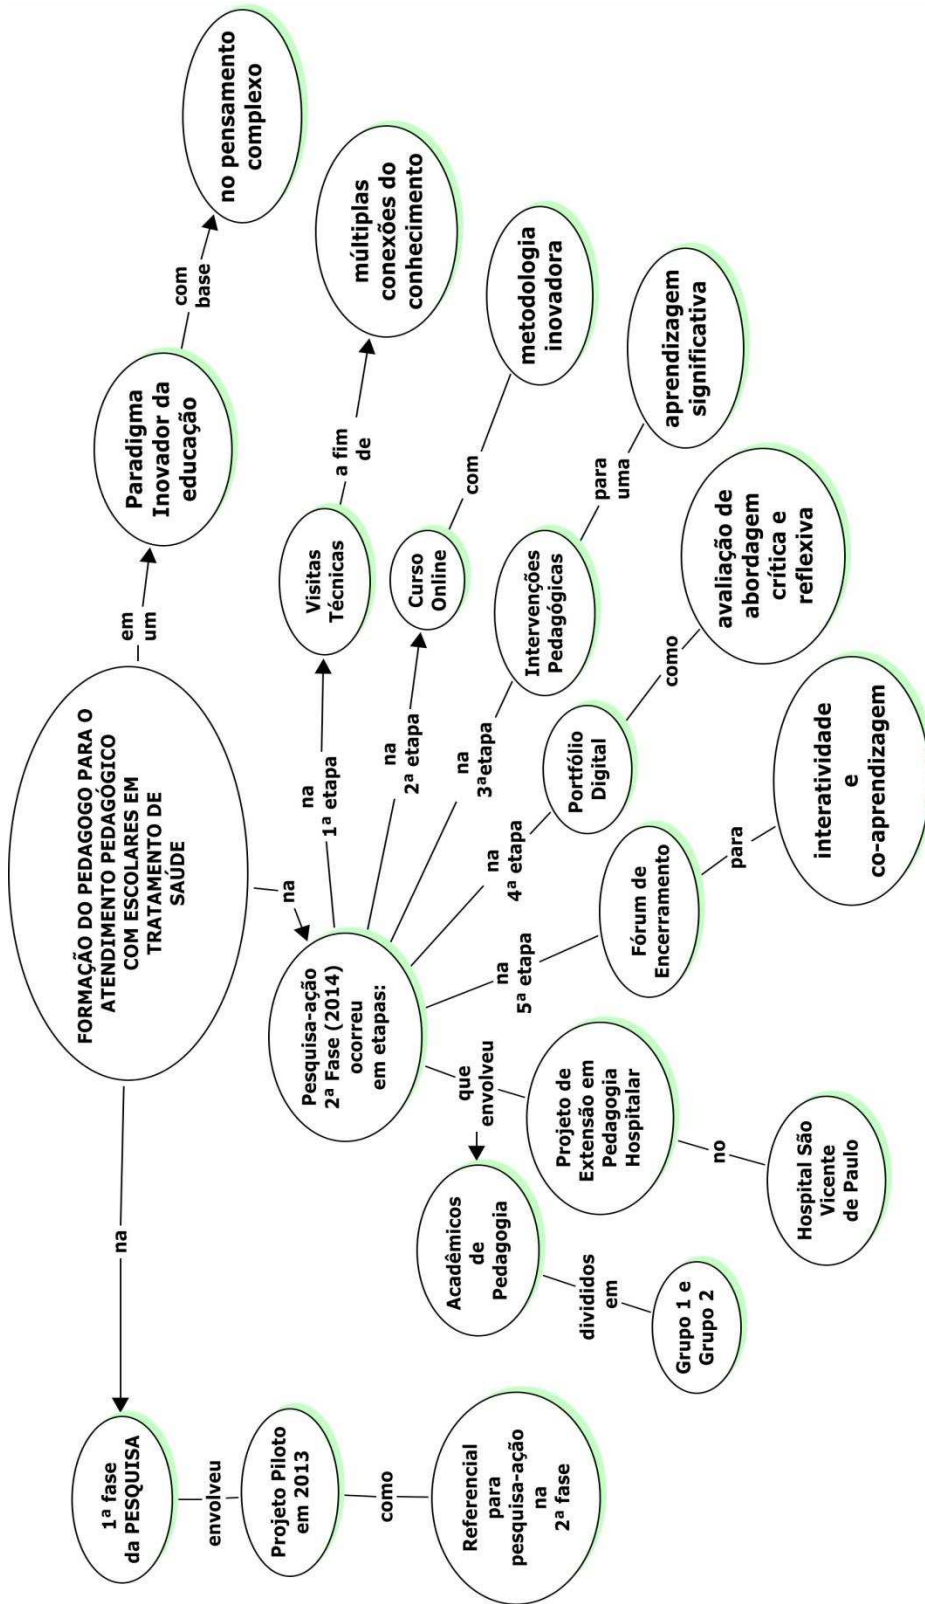 FORMAÇÃO DO PEDAGOGO PARA O
ATENDIMENTO PEDAGÓGICO
COM ESCOLARES EM
TRATAMENTO DE
SAÚDE
na
1ª fase
da PESQUISA
envolveu
Projeto Piloto
em 2013
como
Referencial
para
pesquisa-ação
na
2ª fase
na
Pesquisa-ação
2ª Fase (2014)
ocorreu
em etapas:
que
envolveu
Acadêmicos
de
Pedagogia
divididos
em
Grupo 1 e
Grupo 2
Projeto de
Extensão em
Pedagogia
Hospitalar
no
Hospital São
Vicente
de Paulo
na
5ª etapa
Fórum de
Encerramento
para
interatividade
e
co-aprendizagem
na
4ª etapa
Portfólio
Digital
como
avaliação de
abordagem
crítica e
reflexiva
na
3ªetapa
Intervenções
Pedagógicas
para
uma
aprendizagem
significativa
na
2ª etapa
Curso
Online
com
metodologia
inovadora
na
1ª etapa
Visitas
Técnicas
a fim
de
múltiplas
conexões do
conhecimento
em
um
Paradigma
Inovador da
educação
com
base
no pensamento
complexo